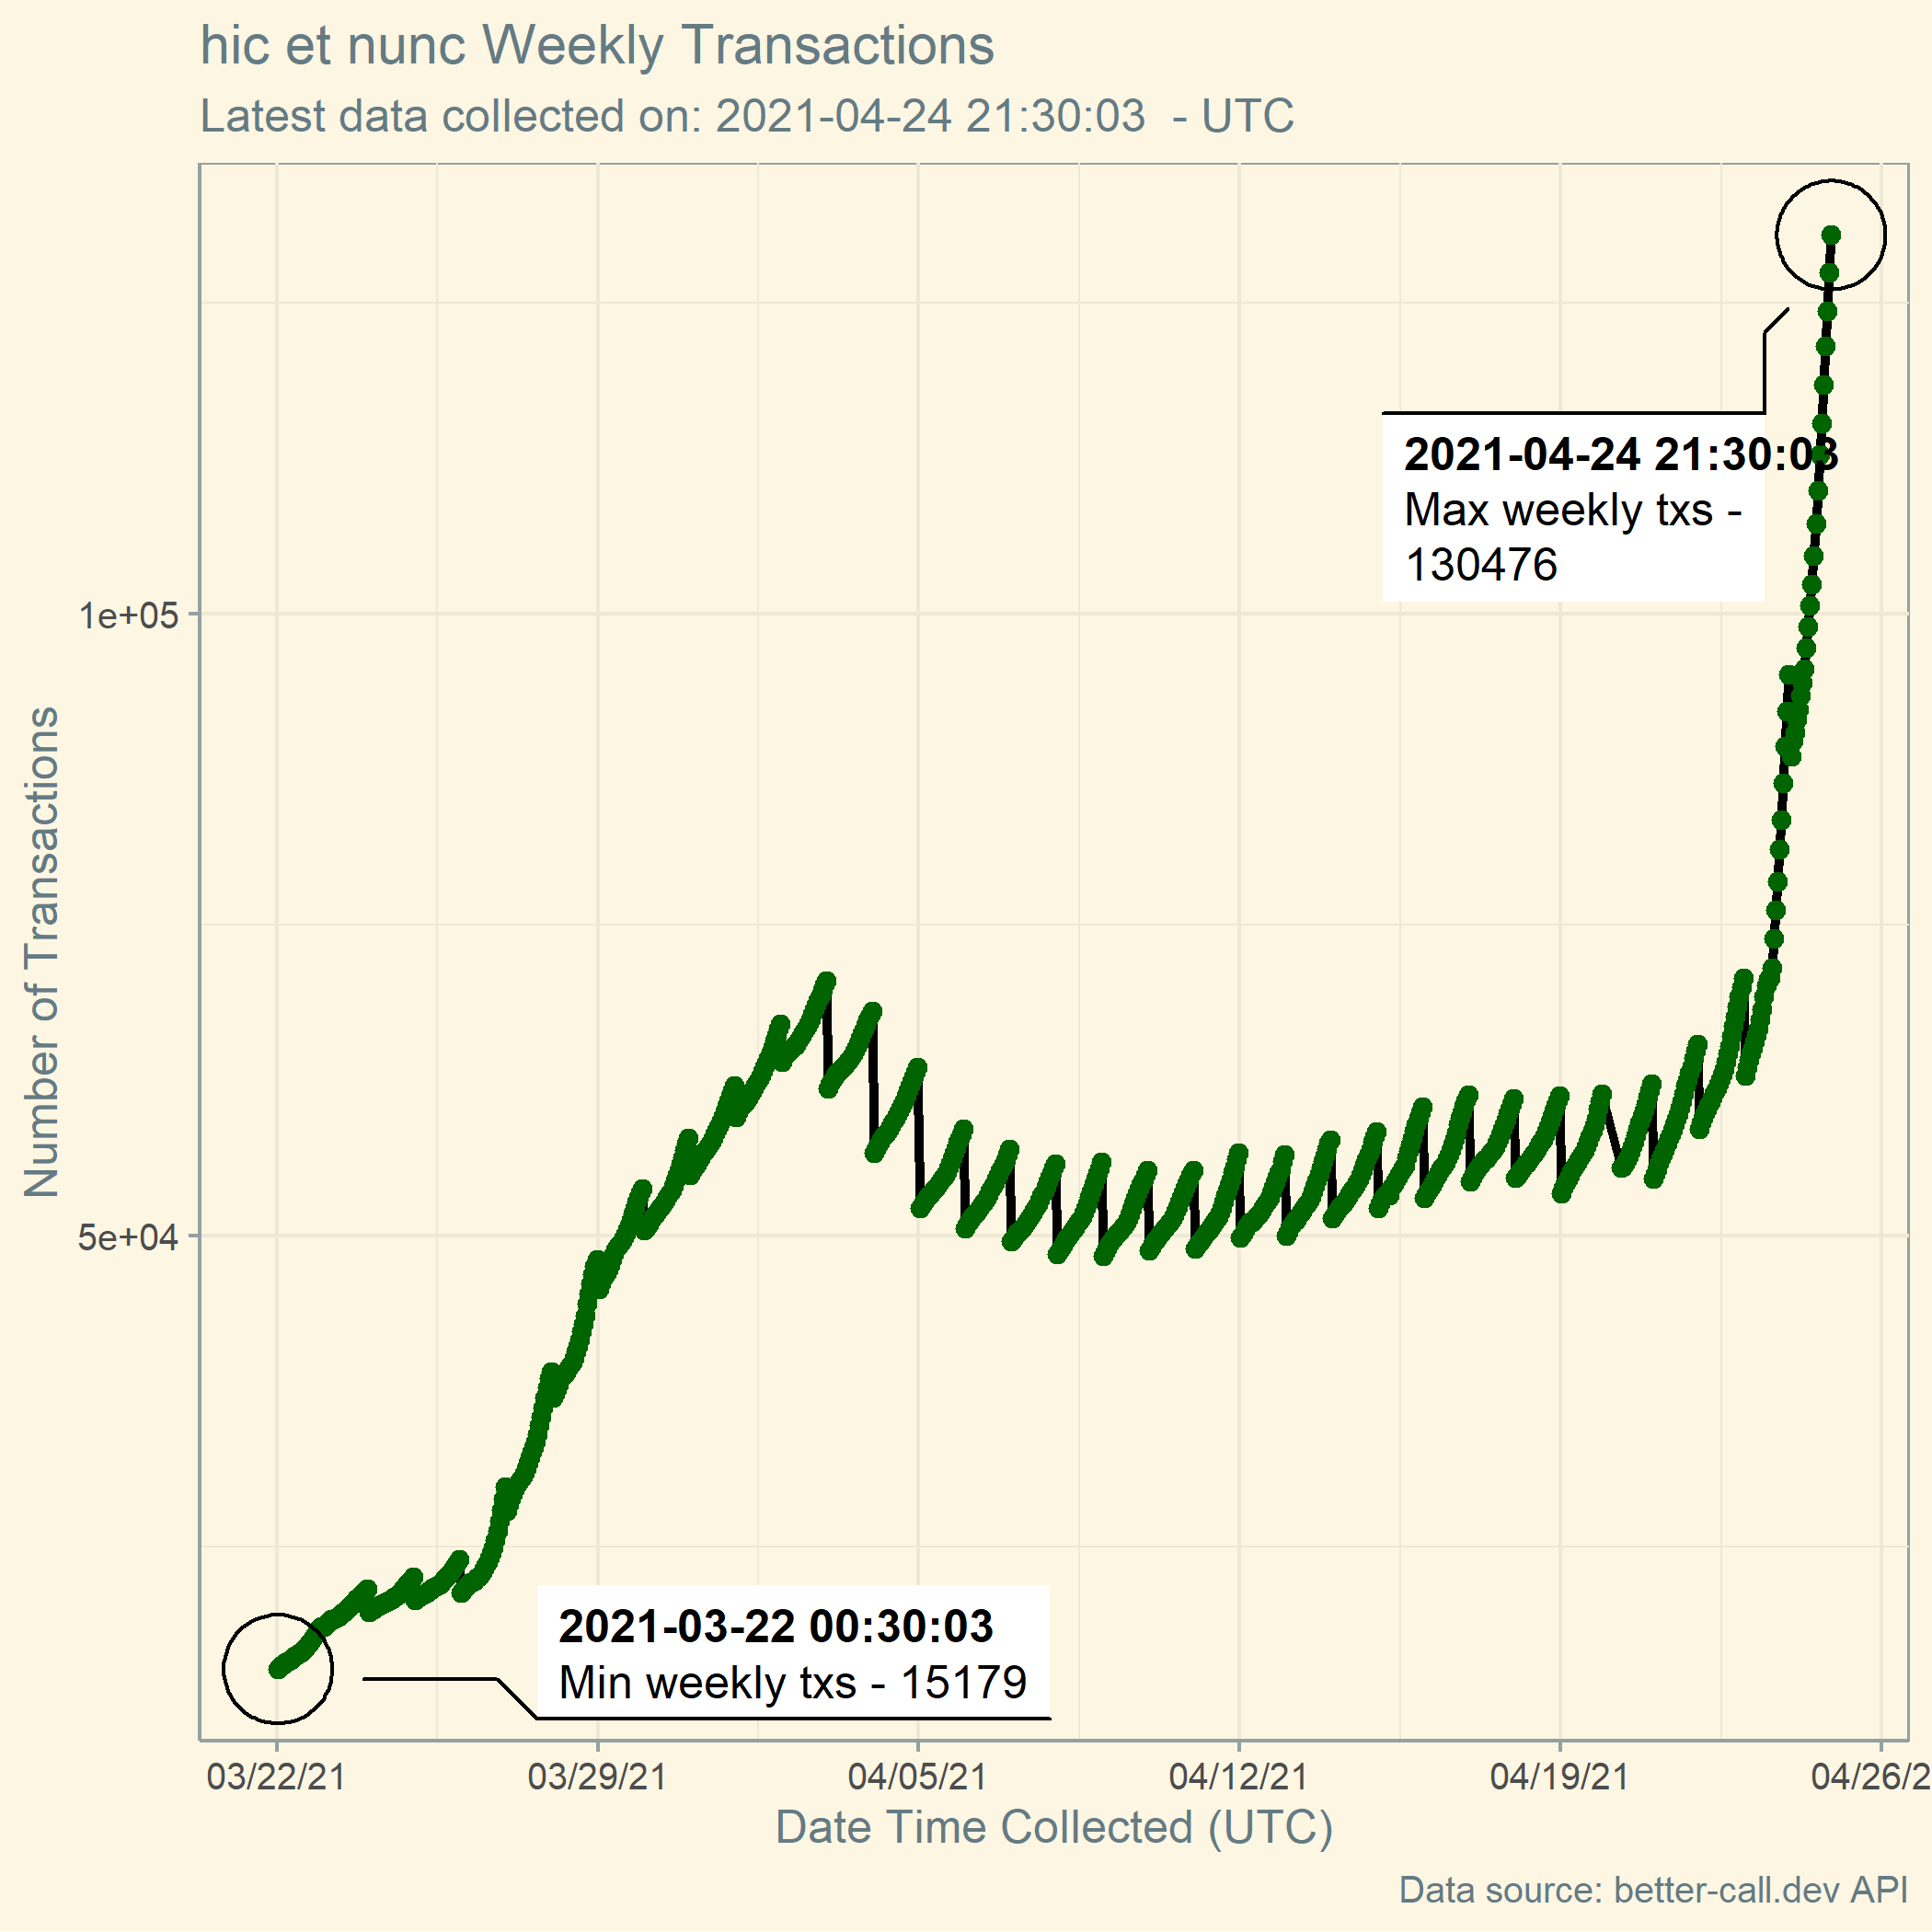 hic et nunc Weekly Transactions
Latest data collected on: 2021-04-24 21:30:03 - UTC
Number of Transactions
1e+05
5e+04
2021-04-24 21:30:03
Max weekly txs -
130476
2021-03-22 00:30:03
Min weekly txs - 15179
03/22/21 03/29/21 04/05/21 04/12/21 04/19/21 04/26/2
Date Time Collected (UTC)
Data source: better-call.dev API